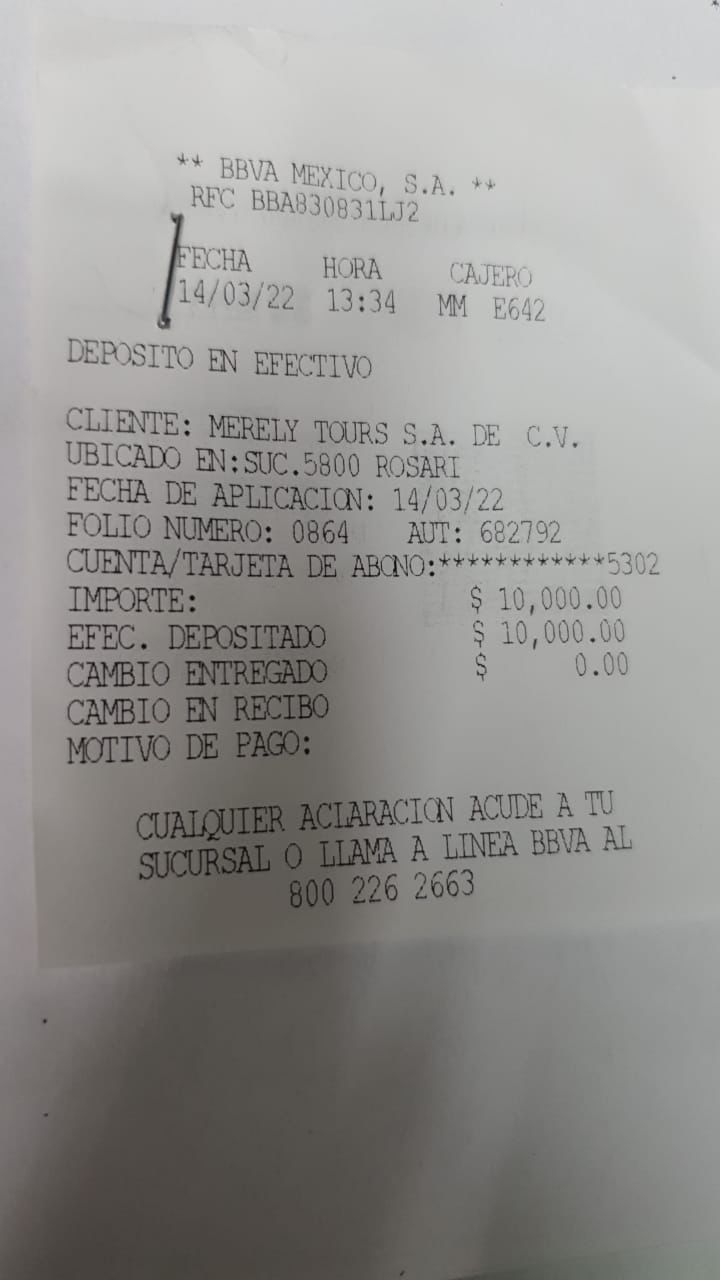 ** BBVA MEXICO, S.A. **
RFC BBA830831LJ2
FECHA HORA CAJERO
14/03/22 13:34 MM E642
DEPOSITO EN EFECTIVO
CLIENTE: MERELY TOURS S.A. DE C.V.
UBICADO EN:SUC.5800 ROSARI
FECHA DE APLICACION: 14/03/22
FOLIO NUMERO: 0864 AUT: 682792
CUENTA/TARJETA DE ABONO:************5302
IMPORTE: $ 10,000.00
EFEC. DEPOSITADO $ 10,000.00
CAMBIO ENTREGADO $ 0.00
CAMBIO EN RECIBO
MOTIVO DE PAGO:
CUALQUIER ACLARACION ACUDE A TU
SUCURSAL O LLAMA A LINEA BBVA AL
800 226 2663